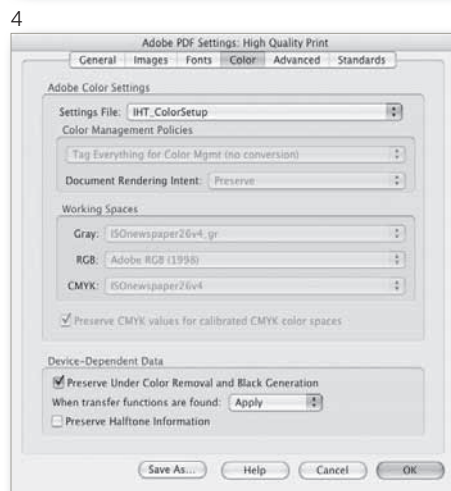 4
Adobe PDF Settings: High Quality Print
General Images Fonts Color Advanced Standards
Adobe Color Settings
Settings File: IHT_ColorSetup
Color Management Policies
Tag Everything for Color Mgmt (no conversion)
Document Rendering Intent: Preserve
Working Spaces
Gray: ISOnewspaper26v4_gr
RGB: Adobe RGB (1998)
CMYK: ISOnewspaper26v4
Preserve CMYK values for calibrated CMYK color spaces
Device-Dependent Data
Preserve Under Color Removal and Black Generation
When transfer functions are found: Apply
Preserve Halftone Information
Save As... Help Cancel OK